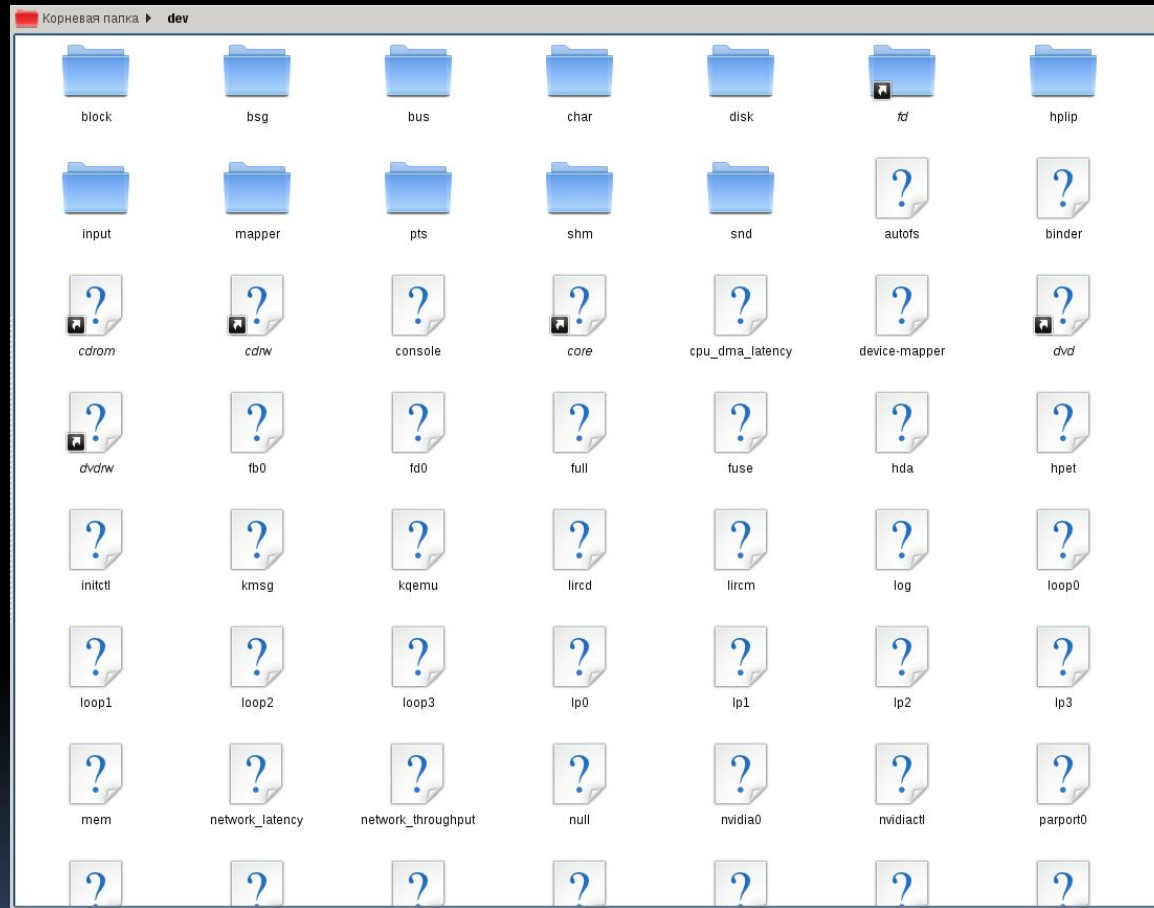 Корневая папка dev
block bsg bus char disk fd hplip
input mapper pts shm snd autofs binder
cdrom cdrw console core cpu_dma_latency device-mapper dvd
dvdrw fb0 fd0 full fuse hda hpet
initctl kmsg kqemu lircd lircm log loop0
loop1 loop2 loop3 lp0 lp1 lp2 lp3
mem network_latency network_throughput null nvidia0 nvidiactl parport0